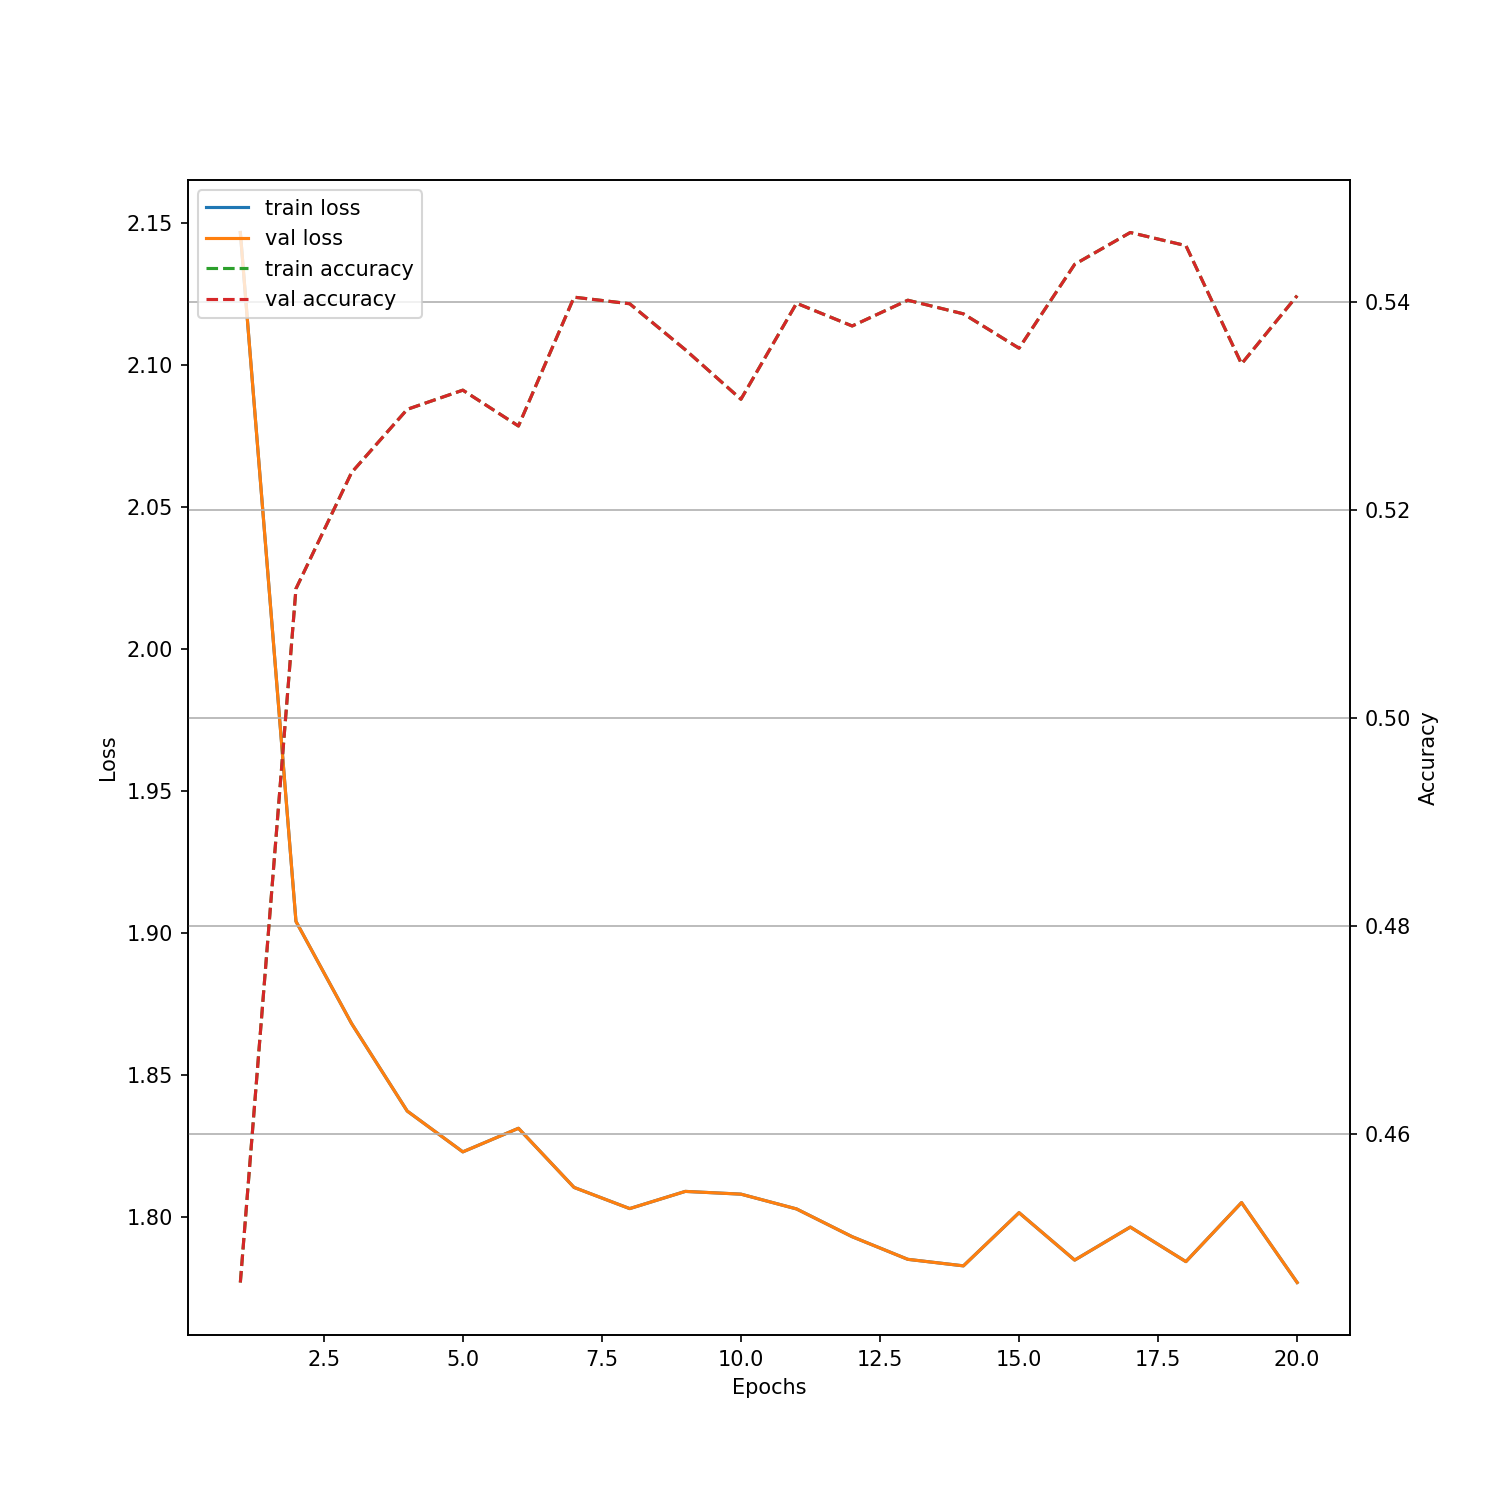 train loss
val loss
train accuracy
val accuracy
2.15
2.10
2.05
2.00
1.95
1.90
1.85
1.80
Loss
0.54
0.52
0.50
0.48
0.46
Accuracy
2.5 5.0 7.5 10.0 12.5 15.0 17.5 20.0
Epochs